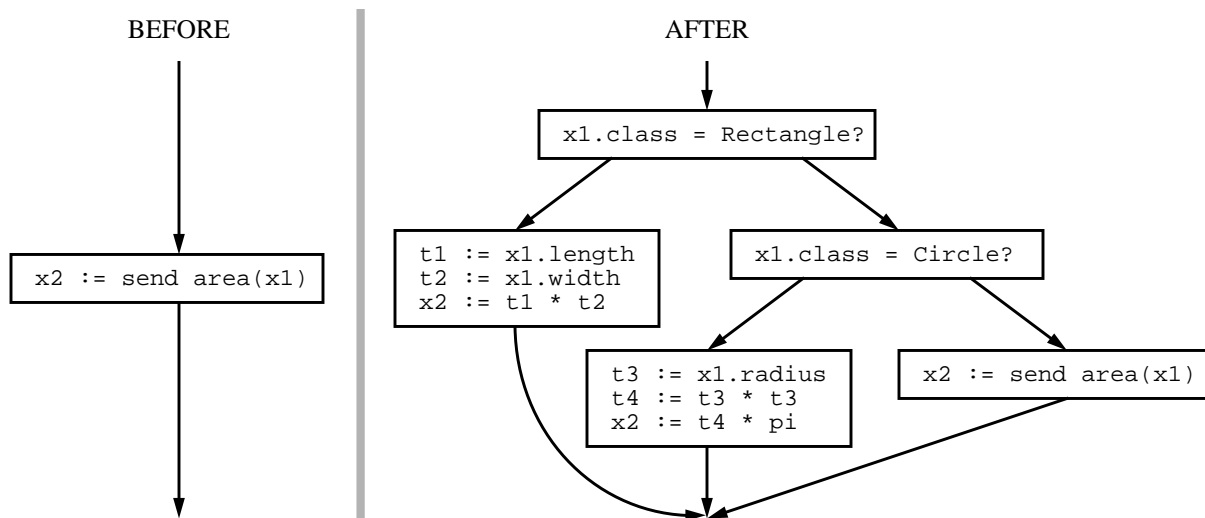 BEFORE
AFTER
x1.class = Rectangle?
x2 := send area(x1)
t1 := x1.length
t2 := x1.width
x2 := t1 * t2
x1.class = Circle?
t3 := x1.radius
t4 := t3 * t3
x2 := t4 * pi
x2 := send area(x1)